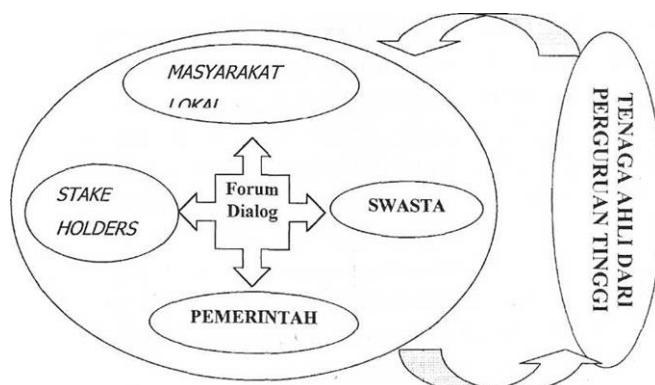 MASYARAKAT
LOKAL
STAKE
HOLDERS
Forum
Dialog
SWASTA
PEMERINTAH
TENAGA AHLI DARI
PERGURUAN TINGGI